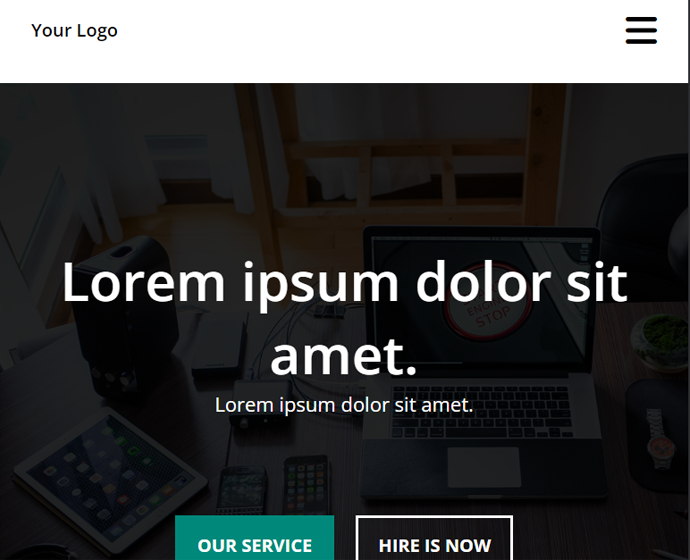 Your Logo
Lorem ipsum dolor sit
amet.
Lorem ipsum dolor sit amet.
OUR SERVICE
HIRE IS NOW